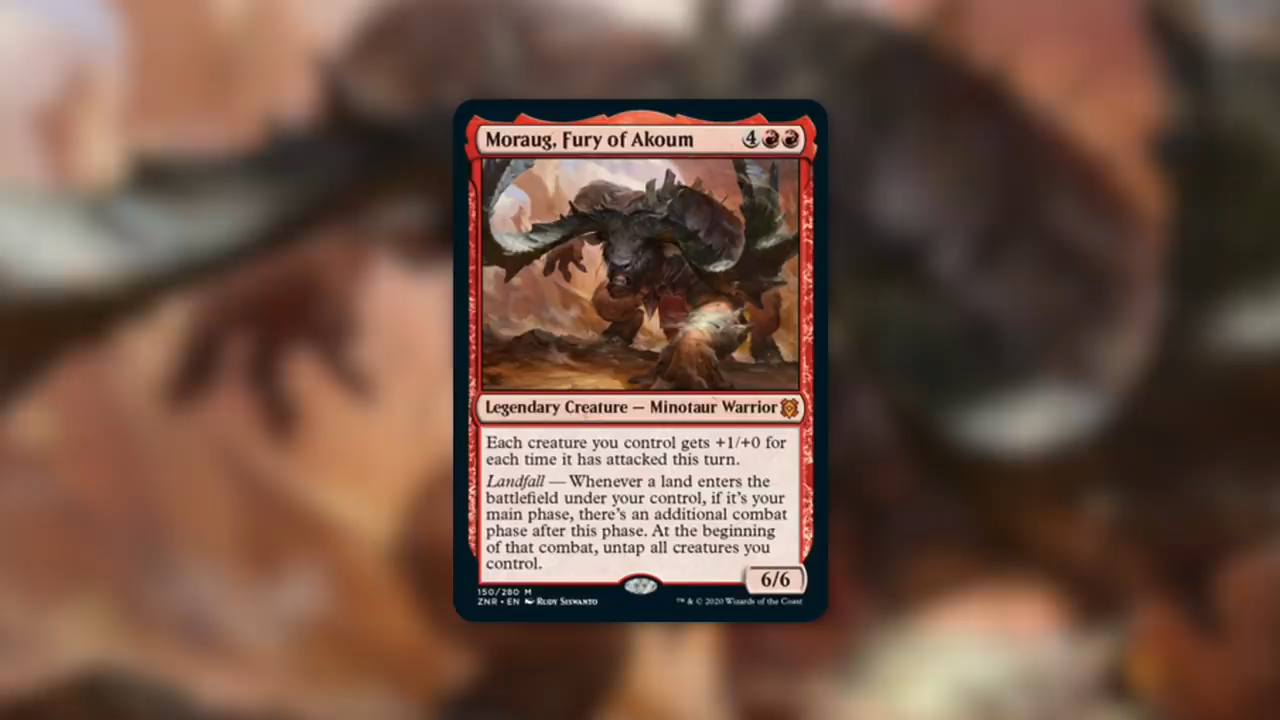 Moraug, Fury of Akoum 4
Legendary Creature — Minotaur Warrior
Each creature you control gets +1/+0 for
each time it has attacked this turn.
Landfall — Whenever a land enters the
battlefield under your control, if it's your
main phase, there's an additional combat
phase after this phase. At the beginning
of that combat, untap all creatures you
control.
6/6
150/280 M
ZNR • EN Rudy Siswanto
™ & © 2020 Wizards of the Coast